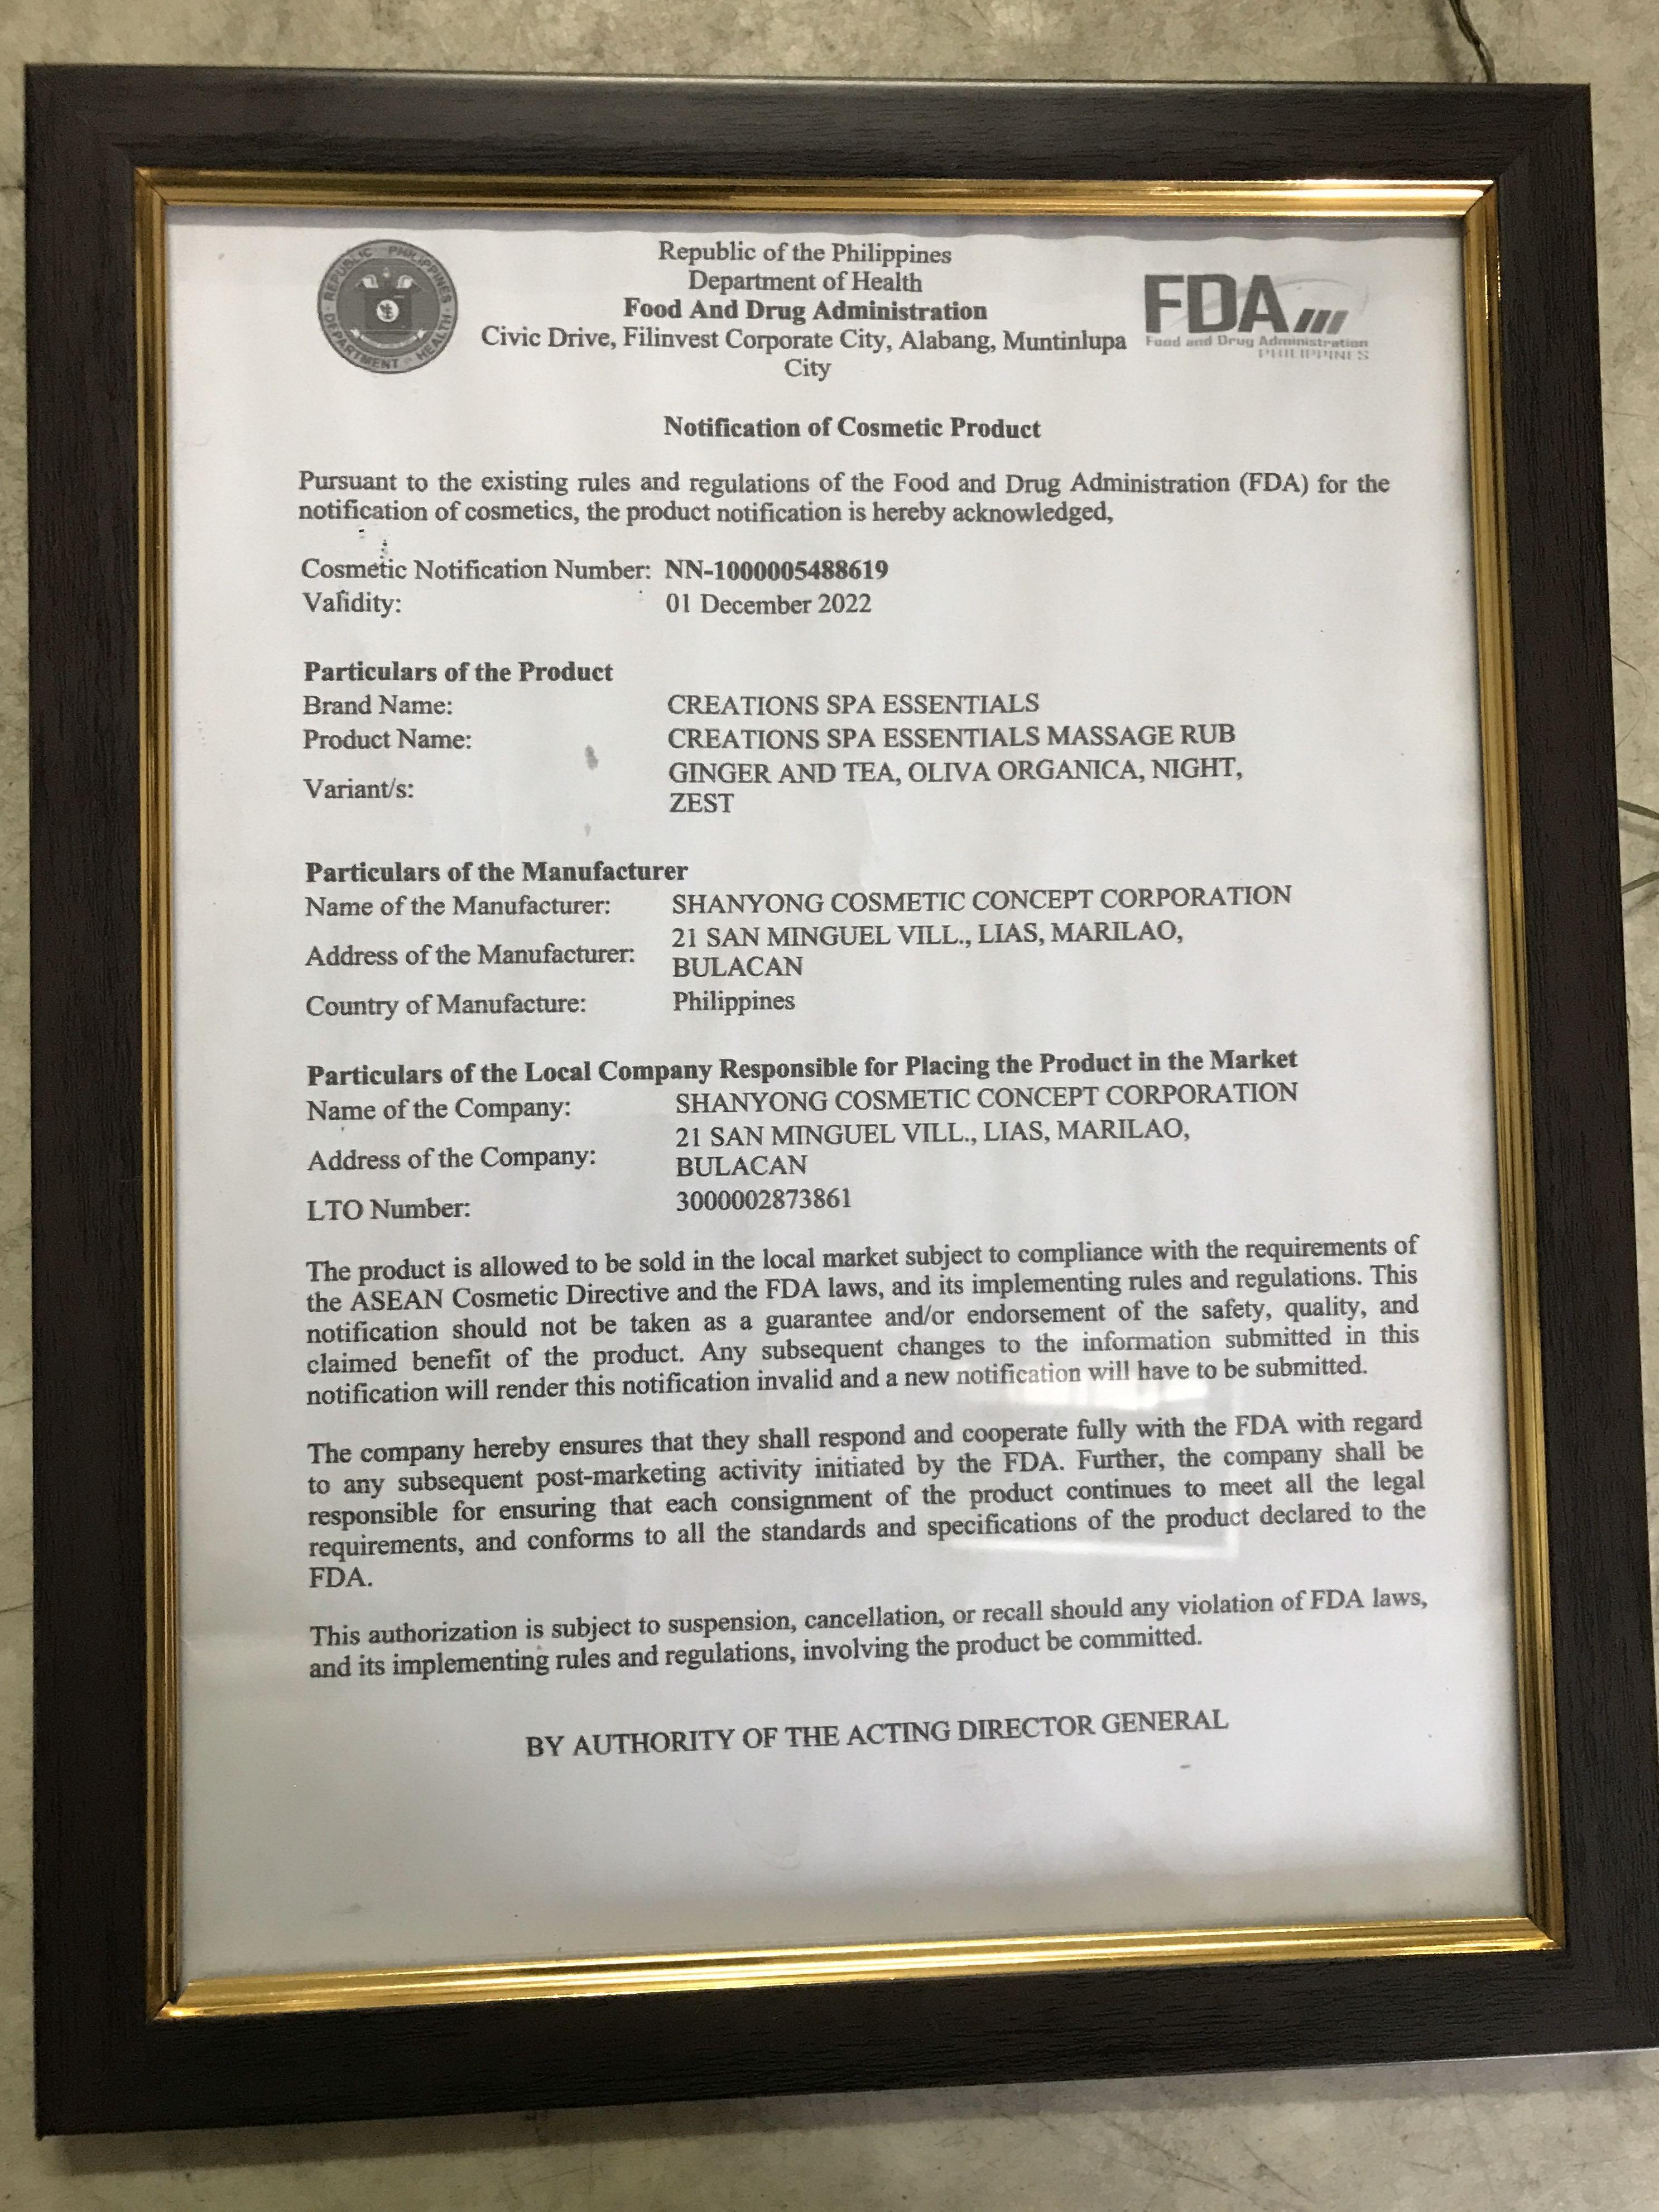 REPUBLIC PHILIPPINES
DEPARTMENT HEALTH
Republic of the Philippines
Department of Health
Food And Drug Administration
Civic Drive, Filinvest Corporate City, Alabang, Muntinlupa
City
FDA
Food and Drug Administration
PHILIPPINES
Notification of Cosmetic Product
Pursuant to the existing rules and regulations of the Food and Drug Administration (FDA) for the
notification of cosmetics, the product notification is hereby acknowledged,
Cosmetic Notification Number: NN-1000005488619
Validity: 01 December 2022
Particulars of the Product
Brand Name: CREATIONS SPA ESSENTIALS
Product Name: CREATIONS SPA ESSENTIALS MASSAGE RUB
Variant/s: GINGER AND TEA, OLIVA ORGANICA, NIGHT,
ZEST
Particulars of the Manufacturer
Name of the Manufacturer: SHANYONG COSMETIC CONCEPT CORPORATION
Address of the Manufacturer: 21 SAN MINGUEL VILL., LIAS, MARILAO,
BULACAN
Country of Manufacture: Philippines
Particulars of the Local Company Responsible for Placing the Product in the Market
Name of the Company: SHANYONG COSMETIC CONCEPT CORPORATION
Address of the Company: 21 SAN MINGUEL VILL., LIAS, MARILAO,
BULACAN
LTO Number: 3000002873861
The product is allowed to be sold in the local market subject to compliance with the requirements of
the ASEAN Cosmetic Directive and the FDA laws, and its implementing rules and regulations. This
notification should not be taken as a guarantee and/or endorsement of the safety, quality, and
claimed benefit of the product. Any subsequent changes to the information submitted in this
notification will render this notification invalid and a new notification will have to be submitted.
The company hereby ensures that they shall respond and cooperate fully with the FDA with regard
to any subsequent post-marketing activity initiated by the FDA. Further, the company shall be
responsible for ensuring that each consignment of the product continues to meet all the legal
requirements, and conforms to all the standards and specifications of the product declared to the
FDA.
This authorization is subject to suspension, cancellation, or recall should any violation of FDA laws,
and its implementing rules and regulations, involving the product be committed.
BY AUTHORITY OF THE ACTING DIRECTOR GENERAL